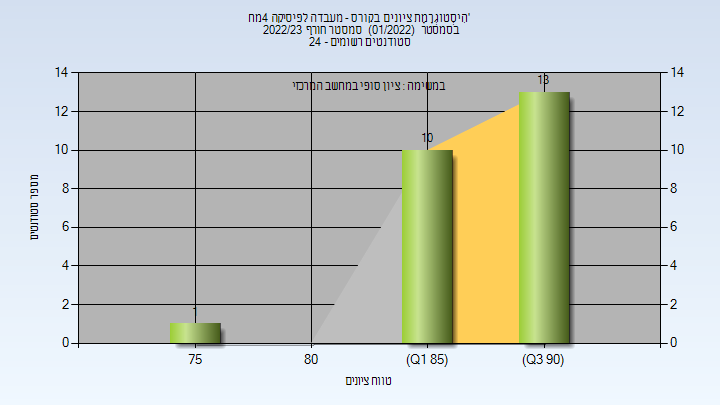 היסטוגרמת ציונים בקורס - מעבדה לפיסיקה 4מח'
בסמסטר (01/2022) סמסטר חורף 2022/23
סטודנטים רשומים - 24
במשימה : ציון סופי במחשב המרכזי
מספר סטודנטים
14
12
10
8
6
4
2
0
14
12
10
8
6
4
2
0
1
10
13
75
80
(Q1 85)
(Q3 90)
טווח ציונים